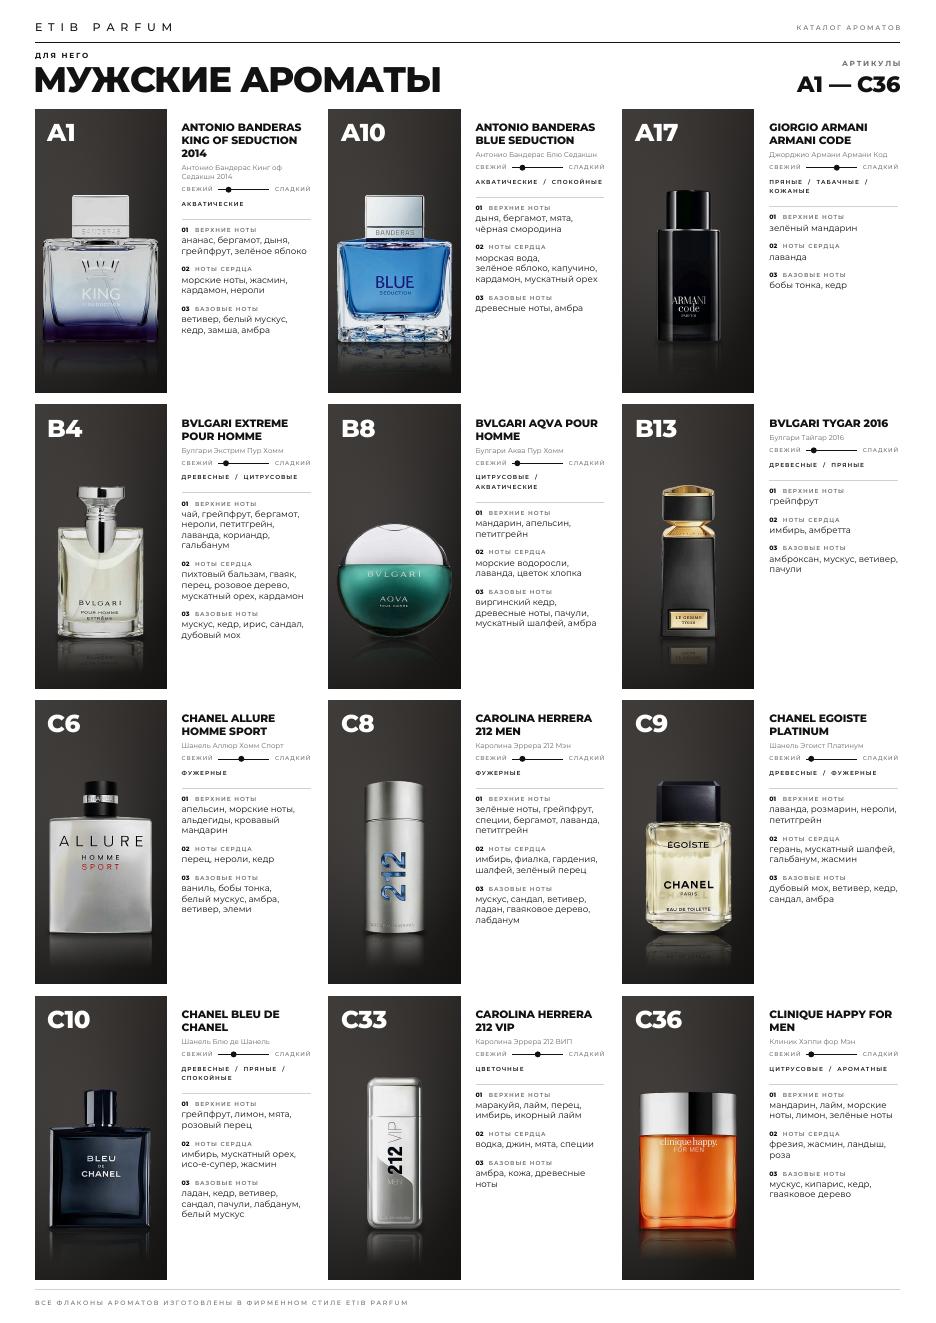 ETIB PARFUM
КАТАЛОГ АРОМАТОВ
ДЛЯ НЕГО
МУЖСКИЕ АРОМАТЫ
АРТИКУЛЫ
A1 — C36
A1
ANTONIO BANDERAS
KING OF SEDUCTION
2014
Антонио Бандерас Кинг оф
Седакшн 2014
СВЕЖИЙ СЛАДКИЙ
АКВАТИЧЕСКИЕ
01 ВЕРХНИЕ НОТЫ
ананас, бергамот, дыня,
грейпфрут, зелёное яблоко
02 НОТЫ СЕРДЦА
морские ноты, жасмин,
кардамон, нероли
03 БАЗОВЫЕ НОТЫ
ветивер, белый мускус,
кедр, замша, амбра
BANDERAS
KING
OF SEDUCTION
A10
ANTONIO BANDERAS
BLUE SEDUCTION
Антонио Бандерас Блю Седакшн
СВЕЖИЙ СЛАДКИЙ
АКВАТИЧЕСКИЕ / СПОКОЙНЫЕ
01 ВЕРХНИЕ НОТЫ
дыня, бергамот, мята,
чёрная смородина
02 НОТЫ СЕРДЦА
морская вода,
зелёное яблоко, капучино,
кардамон, мускатный орех
03 БАЗОВЫЕ НОТЫ
древесные ноты, амбра
BANDERAS
BLUE
SEDUCTION
A17
GIORGIO ARMANI
ARMANI CODE
Джорджио Армани Армани Код
СВЕЖИЙ СЛАДКИЙ
ПРЯНЫЕ / ТАБАЧНЫЕ /
КОЖАНЫЕ
01 ВЕРХНИЕ НОТЫ
зелёный мандарин
02 НОТЫ СЕРДЦА
лаванда
03 БАЗОВЫЕ НОТЫ
бобы тонка, кедр
ARMANI
code
PARFUM
B4
BVLGARI EXTREME
POUR HOMME
Булгари Экстрим Пур Хомм
СВЕЖИЙ СЛАДКИЙ
ДРЕВЕСНЫЕ / ЦИТРУСОВЫЕ
01 ВЕРХНИЕ НОТЫ
чай, грейпфрут, бергамот,
нероли, петитгрейн,
лаванда, кориандр,
гальбанум
02 НОТЫ СЕРДЦА
пихтовый бальзам, гваяк,
перец, розовое дерево,
мускатный орех, кардамон
03 БАЗОВЫЕ НОТЫ
мускус, кедр, ирис, сандал,
дубовый мох
BVLGARI
POUR HOMME
EXTRÊME
B8
BVLGARI AQVA POUR
HOMME
Булгари Аква Пур Хомм
СВЕЖИЙ СЛАДКИЙ
ЦИТРУСОВЫЕ /
АКВАТИЧЕСКИЕ
01 ВЕРХНИЕ НОТЫ
мандарин, апельсин,
петитгрейн
02 НОТЫ СЕРДЦА
морские водоросли,
лаванда, цветок хлопка
03 БАЗОВЫЕ НОТЫ
виргинский кедр,
древесные ноты, пачули,
мускатный шалфей, амбра
BVLGARI
AQVA
POUR HOMME
B13
BVLGARI TYGAR 2016
Булгари Тайгар 2016
СВЕЖИЙ СЛАДКИЙ
ДРЕВЕСНЫЕ / ПРЯНЫЕ
01 ВЕРХНИЕ НОТЫ
грейпфрут
02 НОТЫ СЕРДЦА
имбирь, амбретта
03 БАЗОВЫЕ НОТЫ
амброксан, мускус, ветивер,
пачули
LE GEMME
TYGAR
C6
CHANEL ALLURE
HOMME SPORT
Шанель Аллюр Хомм Спорт
СВЕЖИЙ СЛАДКИЙ
ФУЖЕРНЫЕ
01 ВЕРХНИЕ НОТЫ
апельсин, морские ноты,
альдегиды, кровавый
мандарин
02 НОТЫ СЕРДЦА
перец, нероли, кедр
03 БАЗОВЫЕ НОТЫ
ваниль, бобы тонка,
белый мускус, амбра,
ветивер, элеми
ALLURE
HOMME
SPORT
C8
CAROLINA HERRERA
212 MEN
Каролина Эррера 212 Мэн
СВЕЖИЙ СЛАДКИЙ
ФУЖЕРНЫЕ
01 ВЕРХНИЕ НОТЫ
зелёные ноты, грейпфрут,
специи, бергамот, лаванда,
петитгрейн
02 НОТЫ СЕРДЦА
имбирь, фиалка, гардения,
шалфей, зелёный перец
03 БАЗОВЫЕ НОТЫ
мускус, сандал, ветивер,
ладан, гваяковое дерево,
лабданум
212
C9
CHANEL EGOISTE
PLATINUM
Шанель Эгоист Платинум
СВЕЖИЙ СЛАДКИЙ
ДРЕВЕСНЫЕ / ФУЖЕРНЫЕ
01 ВЕРХНИЕ НОТЫ
лаванда, розмарин, нероли,
петитгрейн
02 НОТЫ СЕРДЦА
герань, мускатный шалфей,
гальбанум, жасмин
03 БАЗОВЫЕ НОТЫ
дубовый мох, ветивер, кедр,
сандал, амбра
ÉGOÏSTE
CHANEL
PARIS
EAU DE TOILETTE
C10
CHANEL BLEU DE
CHANEL
Шанель Блю де Шанель
СВЕЖИЙ СЛАДКИЙ
ДРЕВЕСНЫЕ / ПРЯНЫЕ /
СПОКОЙНЫЕ
01 ВЕРХНИЕ НОТЫ
грейпфрут, лимон, мята,
розовый перец
02 НОТЫ СЕРДЦА
имбирь, мускатный орех,
исо-е-супер, жасмин
03 БАЗОВЫЕ НОТЫ
ладан, кедр, ветивер,
сандал, пачули, лабданум,
белый мускус
BLEU
DE
CHANEL
C33
CAROLINA HERRERA
212 VIP
Каролина Эррера 212 ВИП
СВЕЖИЙ СЛАДКИЙ
ЦВЕТОЧНЫЕ
01 ВЕРХНИЕ НОТЫ
маракуйя, лайм, перец,
имбирь, икорный лайм
02 НОТЫ СЕРДЦА
водка, джин, мята, специи
03 БАЗОВЫЕ НОТЫ
амбра, кожа, древесные
ноты
212 VIP
MEN
C36
CLINIQUE HAPPY FOR
MEN
Клиник Хэппи фор Мэн
СВЕЖИЙ СЛАДКИЙ
ЦИТРУСОВЫЕ / АРОМАТНЫЕ
01 ВЕРХНИЕ НОТЫ
мандарин, лайм, морские
ноты, лимон, зелёные ноты
02 НОТЫ СЕРДЦА
фрезия, жасмин, ландыш,
роза
03 БАЗОВЫЕ НОТЫ
мускус, кипарис, кедр,
гваяковое дерево
clinique happy.
FOR MEN
ВСЕ ФЛАКОНЫ АРОМАТОВ ИЗГОТОВЛЕНЫ В ФИРМЕННОМ СТИЛЕ ETIB PARFUM